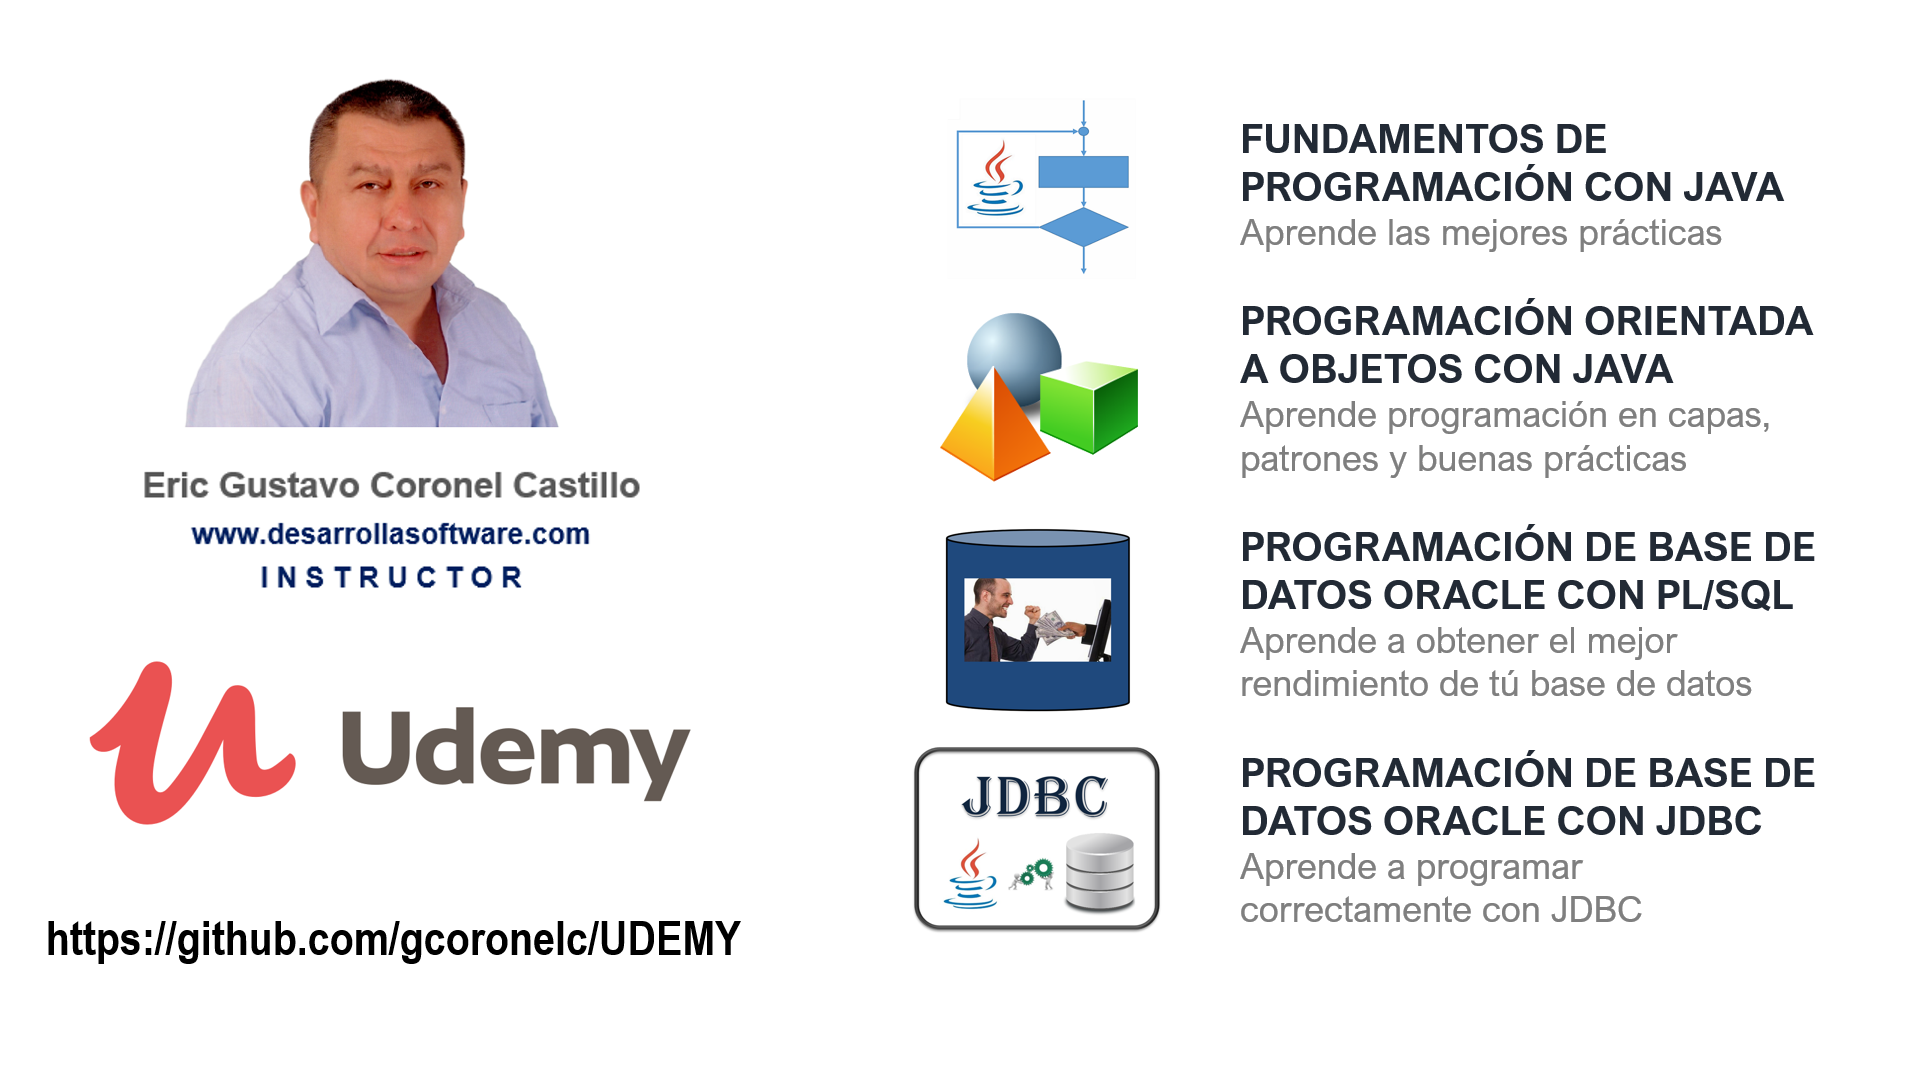 Eric Gustavo Coronel Castillo
www.desarrollasoftware.com
INSTRUCTOR
Udemy
https://github.com/gcoronelc/UDEMY
FUNDAMENTOS DE
PROGRAMACIÓN CON JAVA
Aprende las mejores prácticas
PROGRAMACIÓN ORIENTADA
A OBJETOS CON JAVA
Aprende programación en capas,
patrones y buenas prácticas
PROGRAMACIÓN DE BASE DE
DATOS ORACLE CON PL/SQL
Aprende a obtener el mejor
rendimiento de tú base de datos
JDBC
PROGRAMACIÓN DE BASE DE
DATOS ORACLE CON JDBC
Aprende a programar
correctamente con JDBC